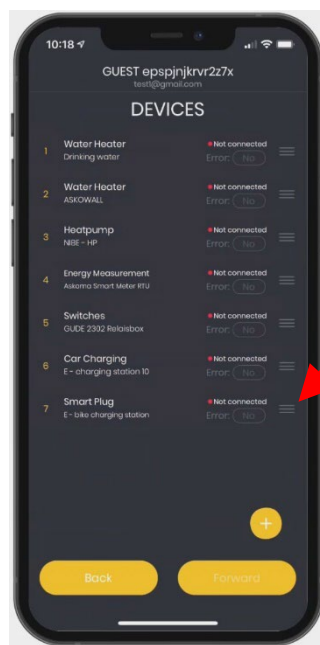 10:18
GUEST epspjnjkrvr2z7x
test1@gmail.com
DEVICES
1 Water Heater Not connected
Drinking water Error: No
2 Water Heater Not connected
ASKOWALL Error: No
3 Heatpump Not connected
NIBE - HP Error: No
4 Energy Measurement Not connected
Askoma Smart Meter RTU Error: No
5 Switches Not connected
GUDE 2302 Relaisbox Error: No
6 Car Charging Not connected
E - charging station 10 Error: No
7 Smart Plug Not connected
E - bike charging station Error: No
+
Back Forward